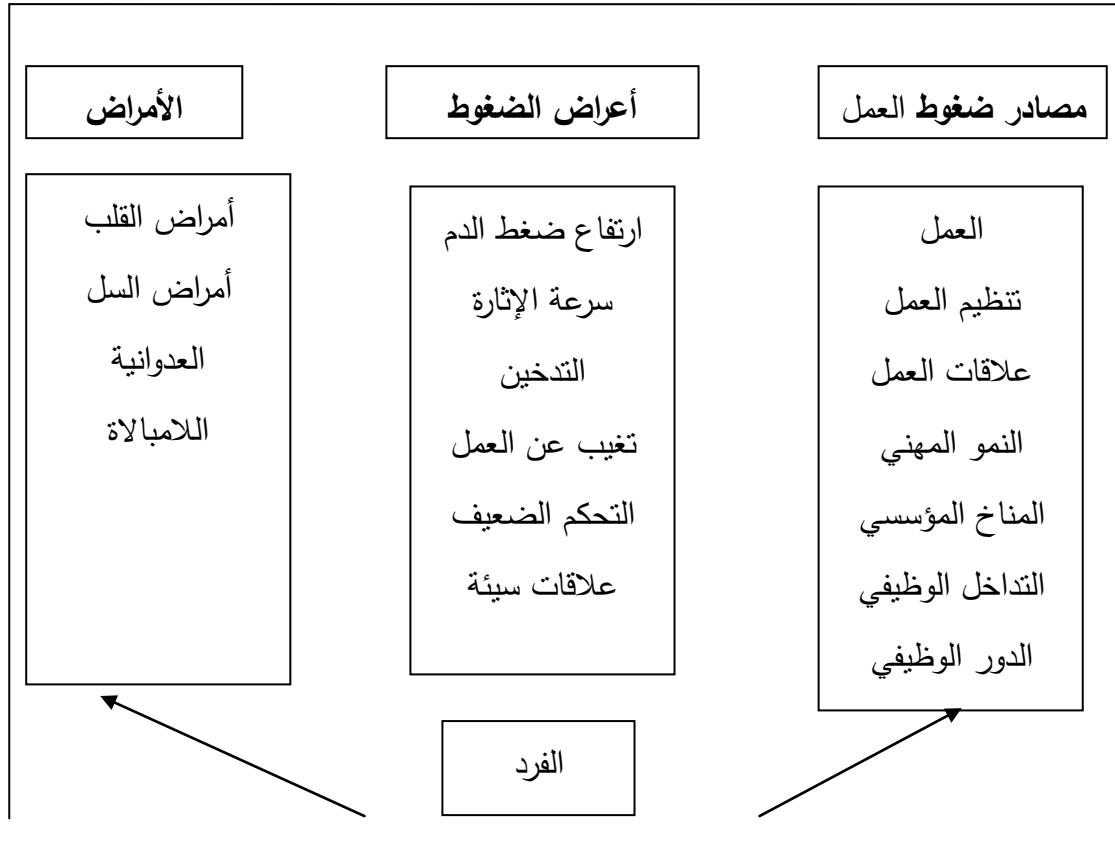 مصادر ضغوط العمل
أعراض الضغوط
الأمراض
العمل
تنظيم العمل
علاقات العمل
النمو المهني
المناخ المؤسسي
التداخل الوظيفي
الدور الوظيفي
ارتفاع ضغط الدم
سرعة الإثارة
التدخين
تغيب عن العمل
التحكم الضعيف
علاقات سيئة
أمراض القلب
أمراض السل
العدوانية
اللامبالاة
الفرد